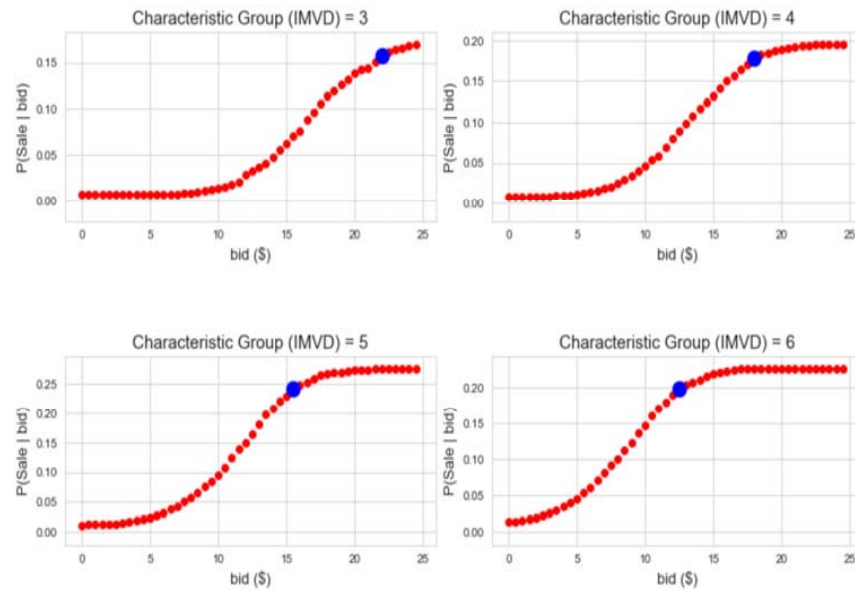 Characteristic Group (IMVD) = 3
P(Sale | bid)
0.15
0.10
0.05
0.00
0 5 10 15 20 25
bid ($)
Characteristic Group (IMVD) = 4
P(Sale | bid)
0.20
0.15
0.10
0.05
0.00
0 5 10 15 20 25
bid ($)
Characteristic Group (IMVD) = 5
P(Sale | bid)
0.25
0.20
0.15
0.10
0.05
0.00
0 5 10 15 20 25
bid ($)
Characteristic Group (IMVD) = 6
P(Sale | bid)
0.20
0.15
0.10
0.05
0.00
0 5 10 15 20 25
bid ($)